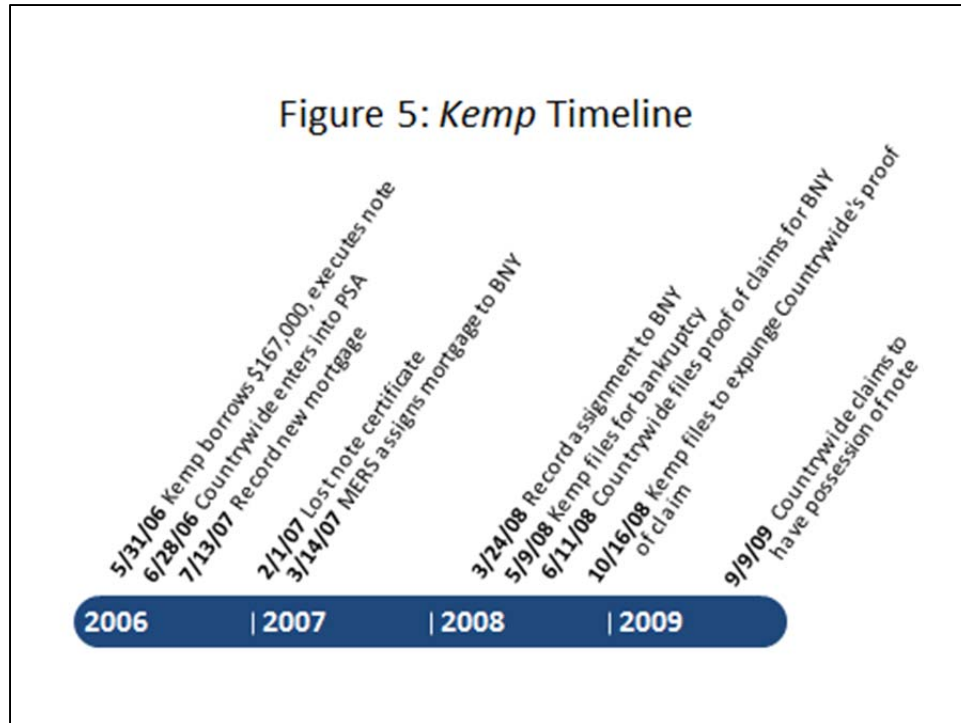 Figure 5: Kemp Timeline
5/31/06 Kemp borrows $167,000, executes note
6/28/06 Countrywide enters into PSA
7/13/07 Record new mortgage
2/1/07 Lost note certificate
3/14/07 MERS assigns mortgage to BNY
3/24/08 Record assignment to BNY
5/9/08 Kemp files for bankruptcy
6/11/08 Countrywide files proof of claims for BNY
10/16/08 Kemp files to expunge Countrywide's proof
of claim
9/9/09 Countrywide claims to
have possession of note
2006 | 2007 | 2008 | 2009